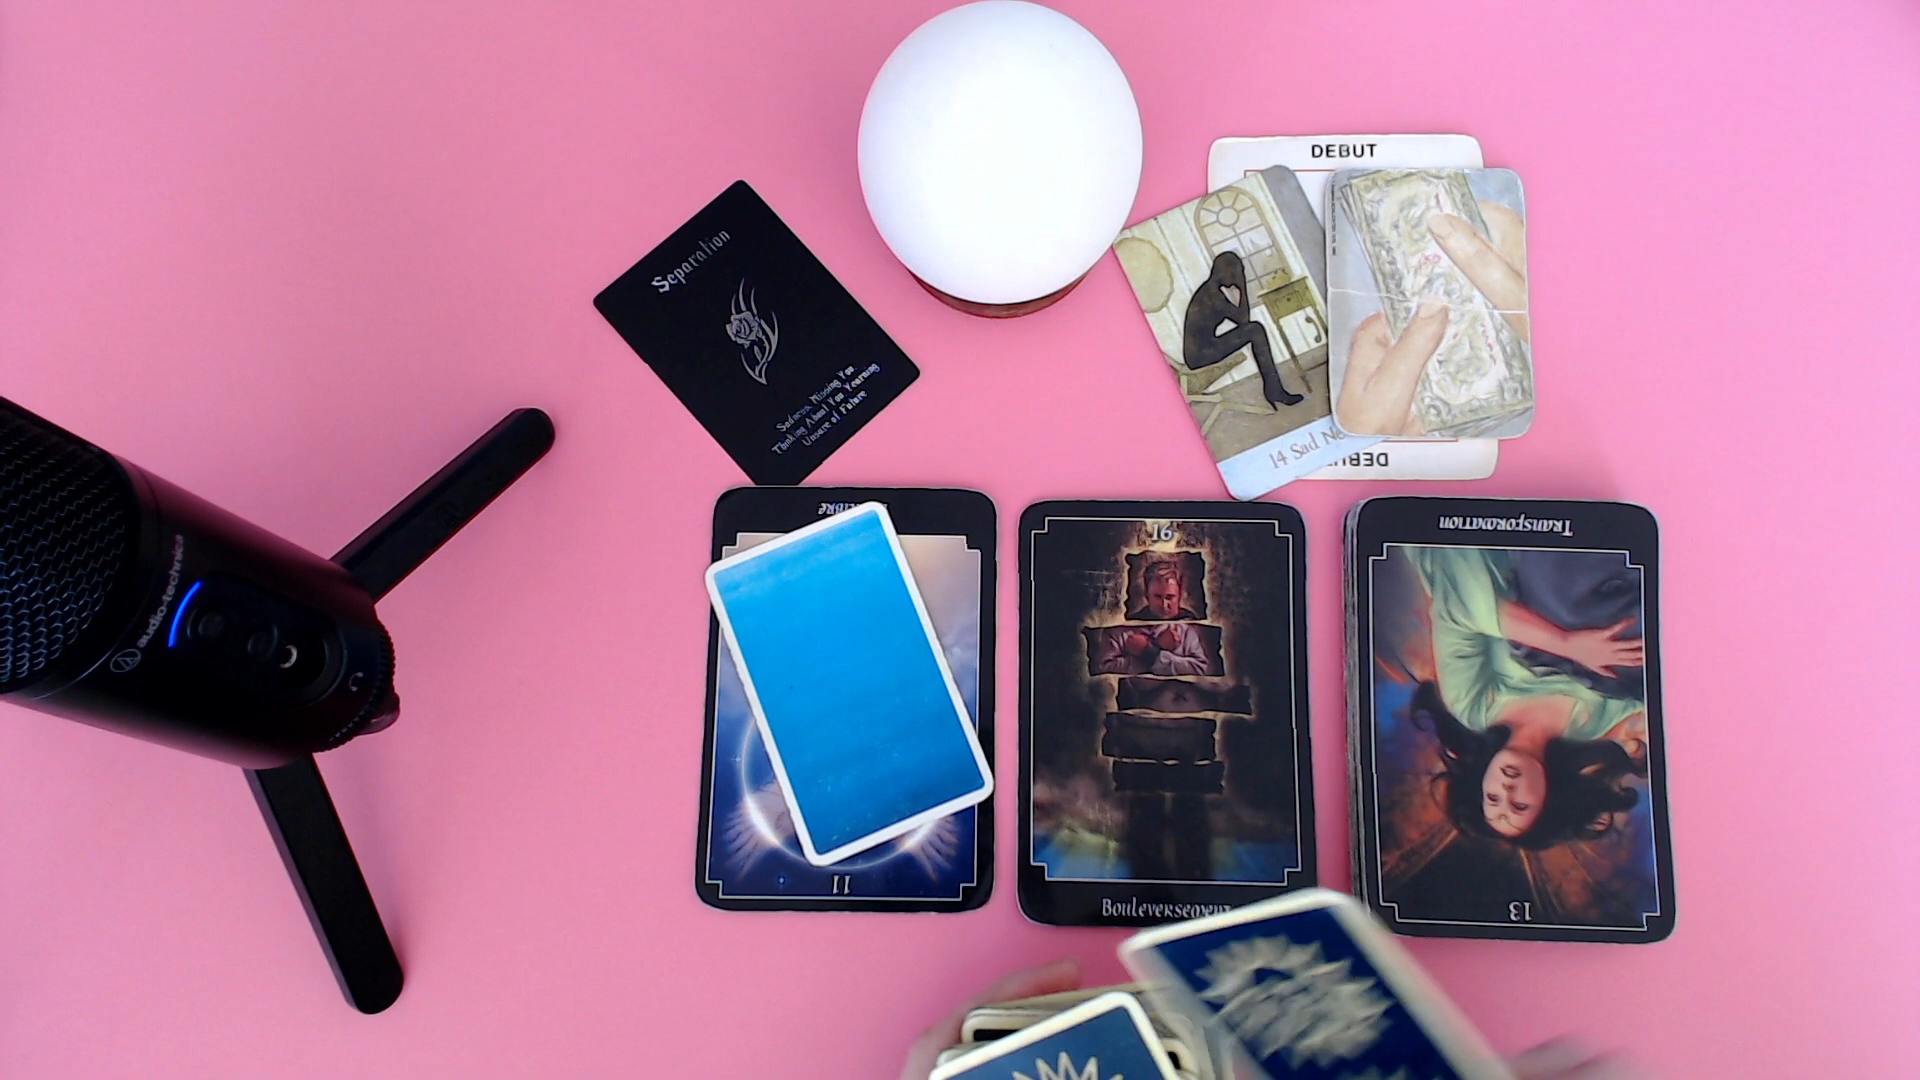 DEBUT
Separation
Sadness, Missing You
Thinking About You Yearning
Unsure of Future
14 Sad Ne
DEBUT
audio-technica
16
Transformation
11
13
Bouleversement